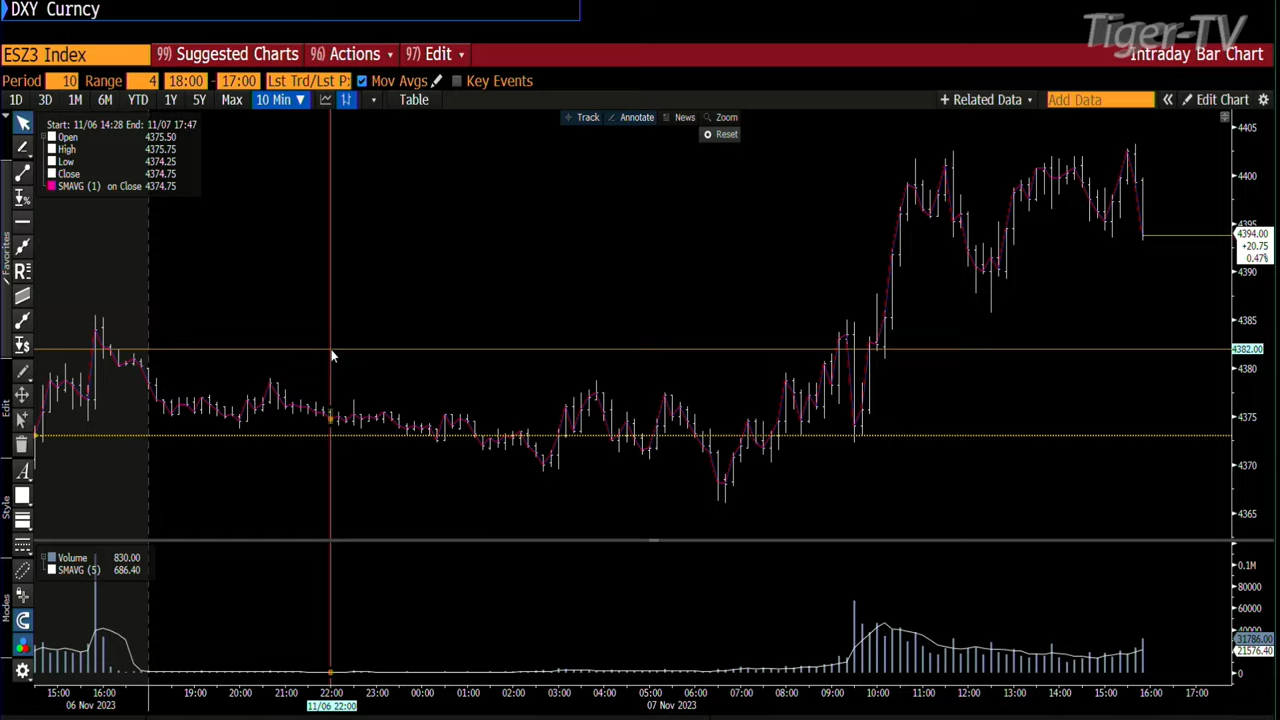 DXY Curncy
Tiger-TV
ESZ3 Index 99) Suggested Charts 96) Actions 97) Edit Intraday Bar Chart
Period 10 Range 4 18:00 - 17:00 Lst Trd/Lst P Mov Avgs Key Events
1D 3D 1M 6M YTD 1Y 5Y Max 10 Min ▼ Table + Related Data Add Data « Edit Chart
Track Annotate News Zoom
Reset
Start: 11/06 14:28 End: 11/07 17:47
Open 4375.50
High 4375.75
Low 4374.25
Close 4374.75
SMAVG (1) on Close 4374.75
Favorites
Edit
Style
Modes
4405
4400
4395
4394.00
+20.75
0.47%
4390
4385
4382.00
4380
4375
4370
4365
Volume 830.00
SMAVG (5) 686.40
0.1M
80000
60000
40000
31786.00
21576.40
0
15:00 16:00 19:00 20:00 21:00 22:00 23:00 00:00 01:00 02:00 03:00 04:00 05:00 06:00 07:00 08:00 09:00 10:00 11:00 12:00 13:00 14:00 15:00 16:00 17:00
06 Nov 2023 11/06 22:00 07 Nov 2023